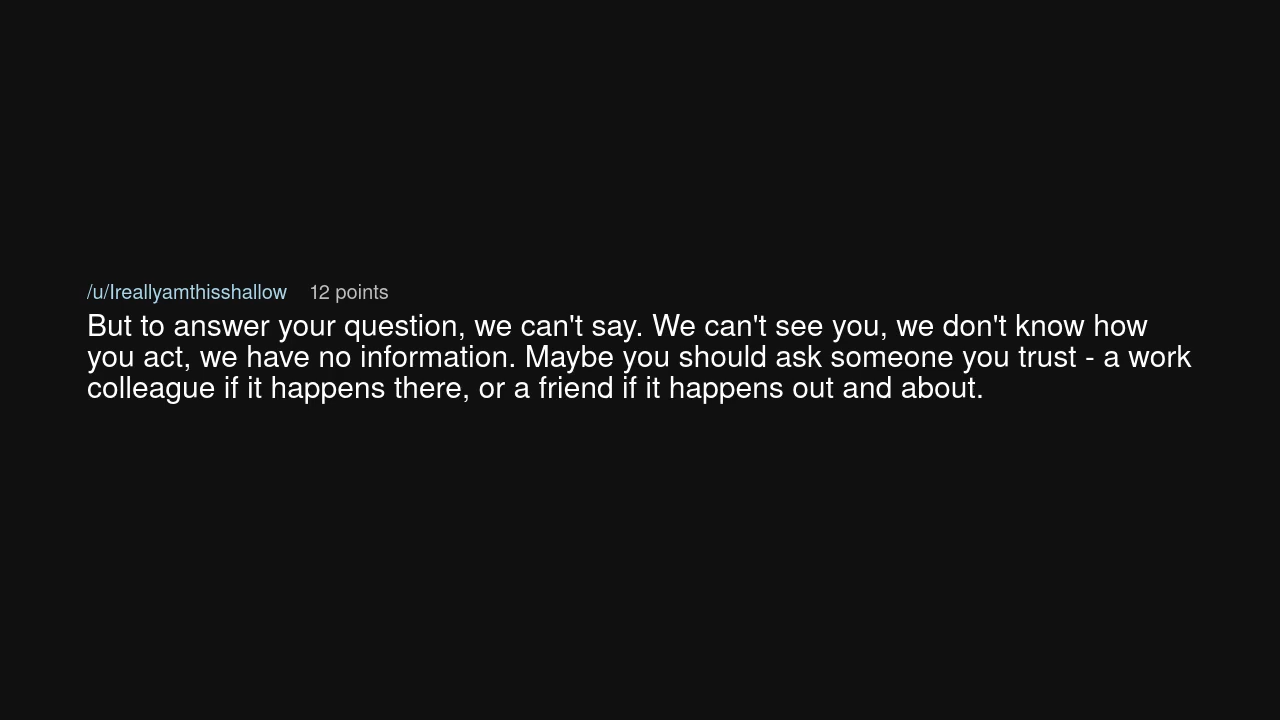 /u/Ireallyamthisshallow 12 points
But to answer your question, we can't say. We can't see you, we don't know how
you act, we have no information. Maybe you should ask someone you trust - a work
colleague if it happens there, or a friend if it happens out and about.